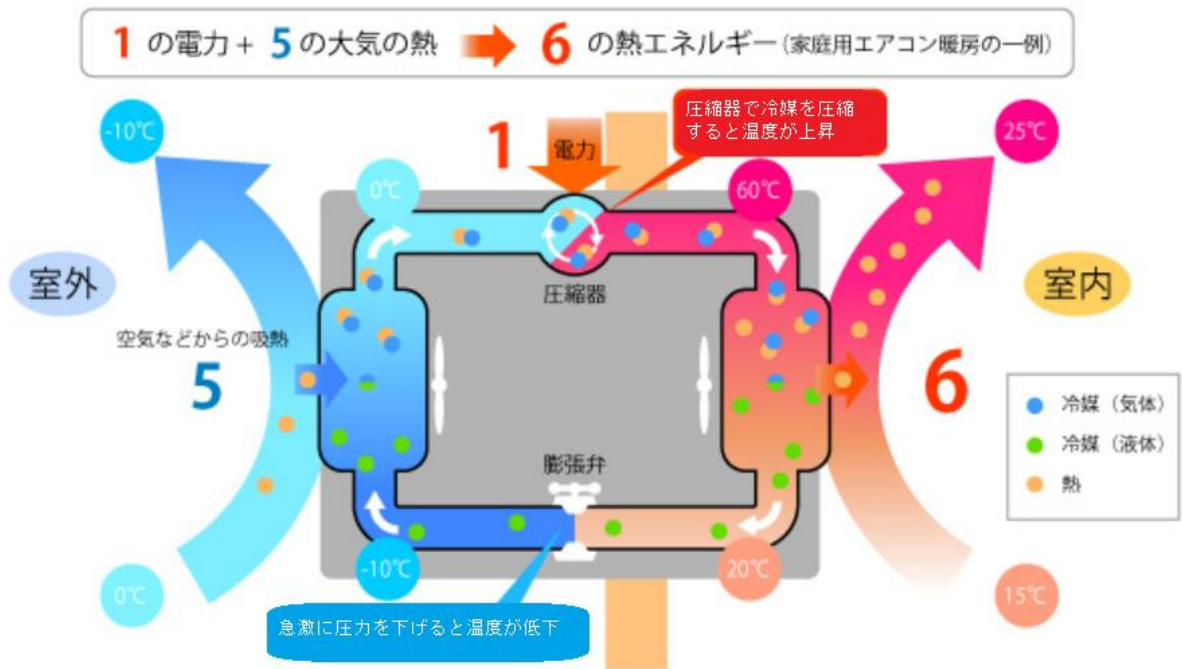 1 の電力 + 5 の大気の熱 6 の熱エネルギー(家庭用エアコン暖房の一例)
-10℃
1
電力
圧縮器で冷媒を圧縮
すると温度が上昇
25℃
0℃
60℃
室外
圧縮器
室内
空気などからの吸熱
5
6
冷媒（気体）
冷媒（液体）
熱
膨張弁
-10℃
20℃
0℃
15℃
急激に圧力を下げると温度が低下